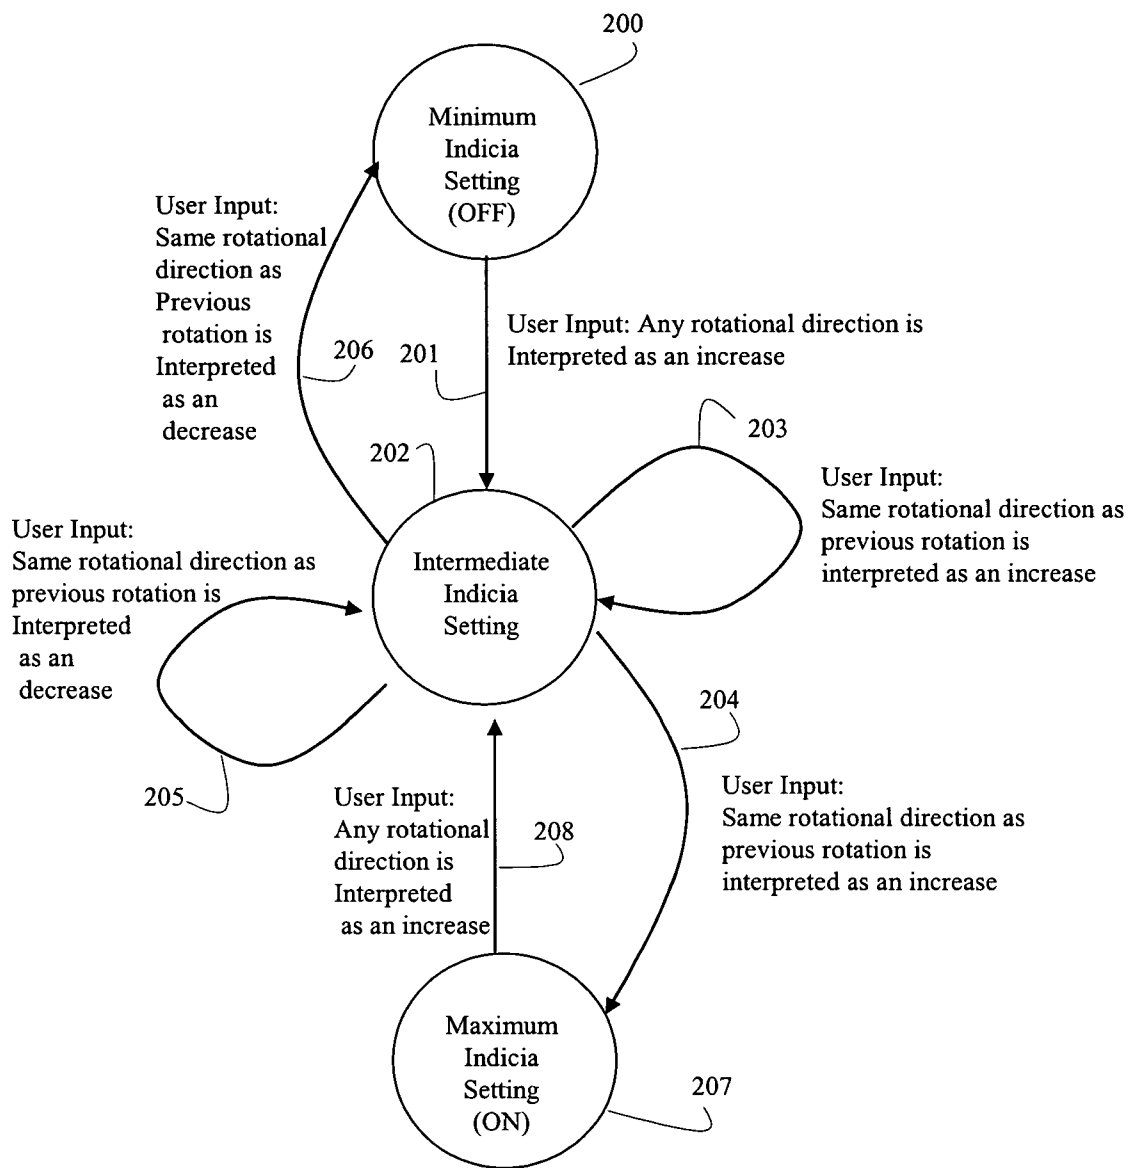 200
Minimum
Indicia
Setting
(OFF)
User Input:
Same rotational
direction as
Previous
rotation is
Interpreted
as an
decrease
206
201
User Input: Any rotational direction is
Interpreted as an increase
202
203
User Input:
Same rotational direction as
previous rotation is
interpreted as an increase
User Input:
Same rotational direction as
previous rotation is
Interpreted
as an
decrease
Intermediate
Indicia
Setting
204
205
User Input:
Any rotational
direction is
Interpreted
as an increase
208
User Input:
Same rotational direction as
previous rotation is
interpreted as an increase
Maximum
Indicia
Setting
(ON)
207